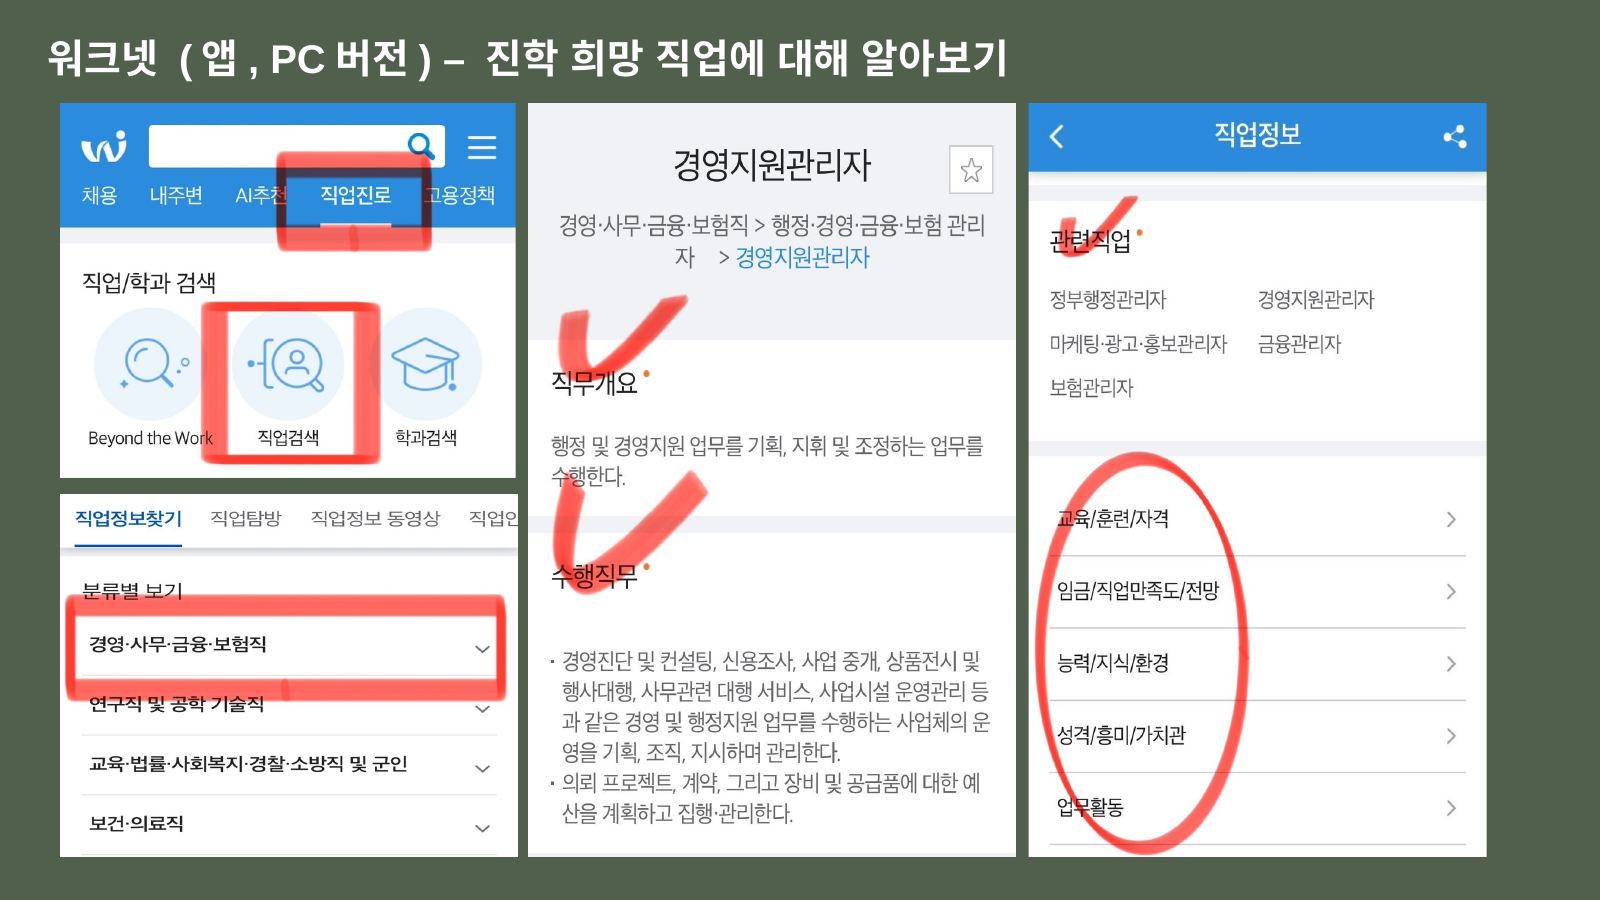 워크넷 ( 앱 , PC 버전 ) – 진학 희망 직업에 대해 알아보기
채용 내주변 AI추천 직업진로 고용정책
직업/학과 검색
Beyond the Work 직업검색 학과검색
직업정보찾기 직업탐방 직업정보 동영상 직업인
분류별 보기
경영·사무·금융·보험직
연구직 및 공학 기술직
교육·법률·사회복지·경찰·소방직 및 군인
보건·의료직
경영지원관리자
경영·사무·금융·보험직 > 행정·경영·금융·보험 관리
자 > 경영지원관리자
직무개요
행정 및 경영지원 업무를 기획, 지휘 및 조정하는 업무를
수행한다.
수행직무
· 경영진단 및 컨설팅, 신용조사, 사업 중개, 상품전시 및
행사대행, 사무관련 대행 서비스, 사업시설 운영관리 등
과 같은 경영 및 행정지원 업무를 수행하는 사업체의 운
영을 기획, 조직, 지시하며 관리한다.
· 의뢰 프로젝트, 계약, 그리고 장비 및 공급품에 대한 예
산을 계획하고 집행·관리한다.
직업정보
관련직업
정부행정관리자 경영지원관리자
마케팅·광고·홍보관리자 금융관리자
보험관리자
교육/훈련/자격
임금/직업만족도/전망
능력/지식/환경
성격/흥미/가치관
업무활동